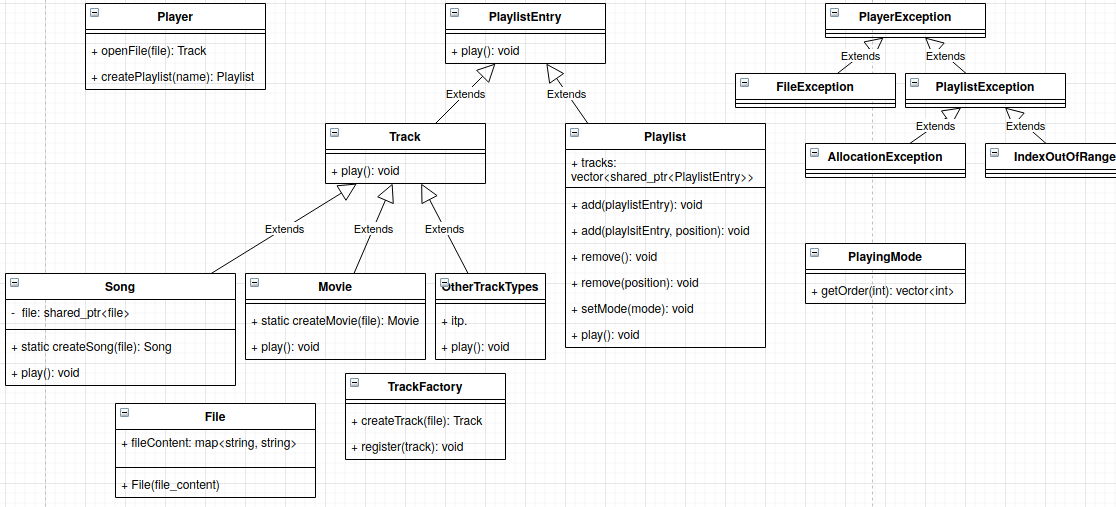 Player
+ openFile(file): Track
+ createPlaylist(name): Playlist
PlaylistEntry
+ play(): void
PlayerException
Extends
Extends
FileException
PlaylistException
Extends
Extends
AllocationException
IndexOutOfRange
Extends
Extends
Track
+ play(): void
Playlist
+ tracks:
vector<shared_ptr<PlaylistEntry>>
+ add(playlistEntry): void
+ add(playlsitEntry, position): void
+ remove(): void
+ remove(position): void
+ setMode(mode): void
+ play(): void
PlayingMode
+ getOrder(int): vector<int>
Extends
Extends
Extends
Song
- file: shared_ptr<file>
+ static createSong(file): Song
+ play(): void
Movie
+ static createMovie(file): Movie
+ play(): void
OtherTrackTypes
+ itp.
+ play(): void
TrackFactory
+ createTrack(file): Track
+ register(track): void
File
+ fileContent: map<string, string>
+ File(file_content)